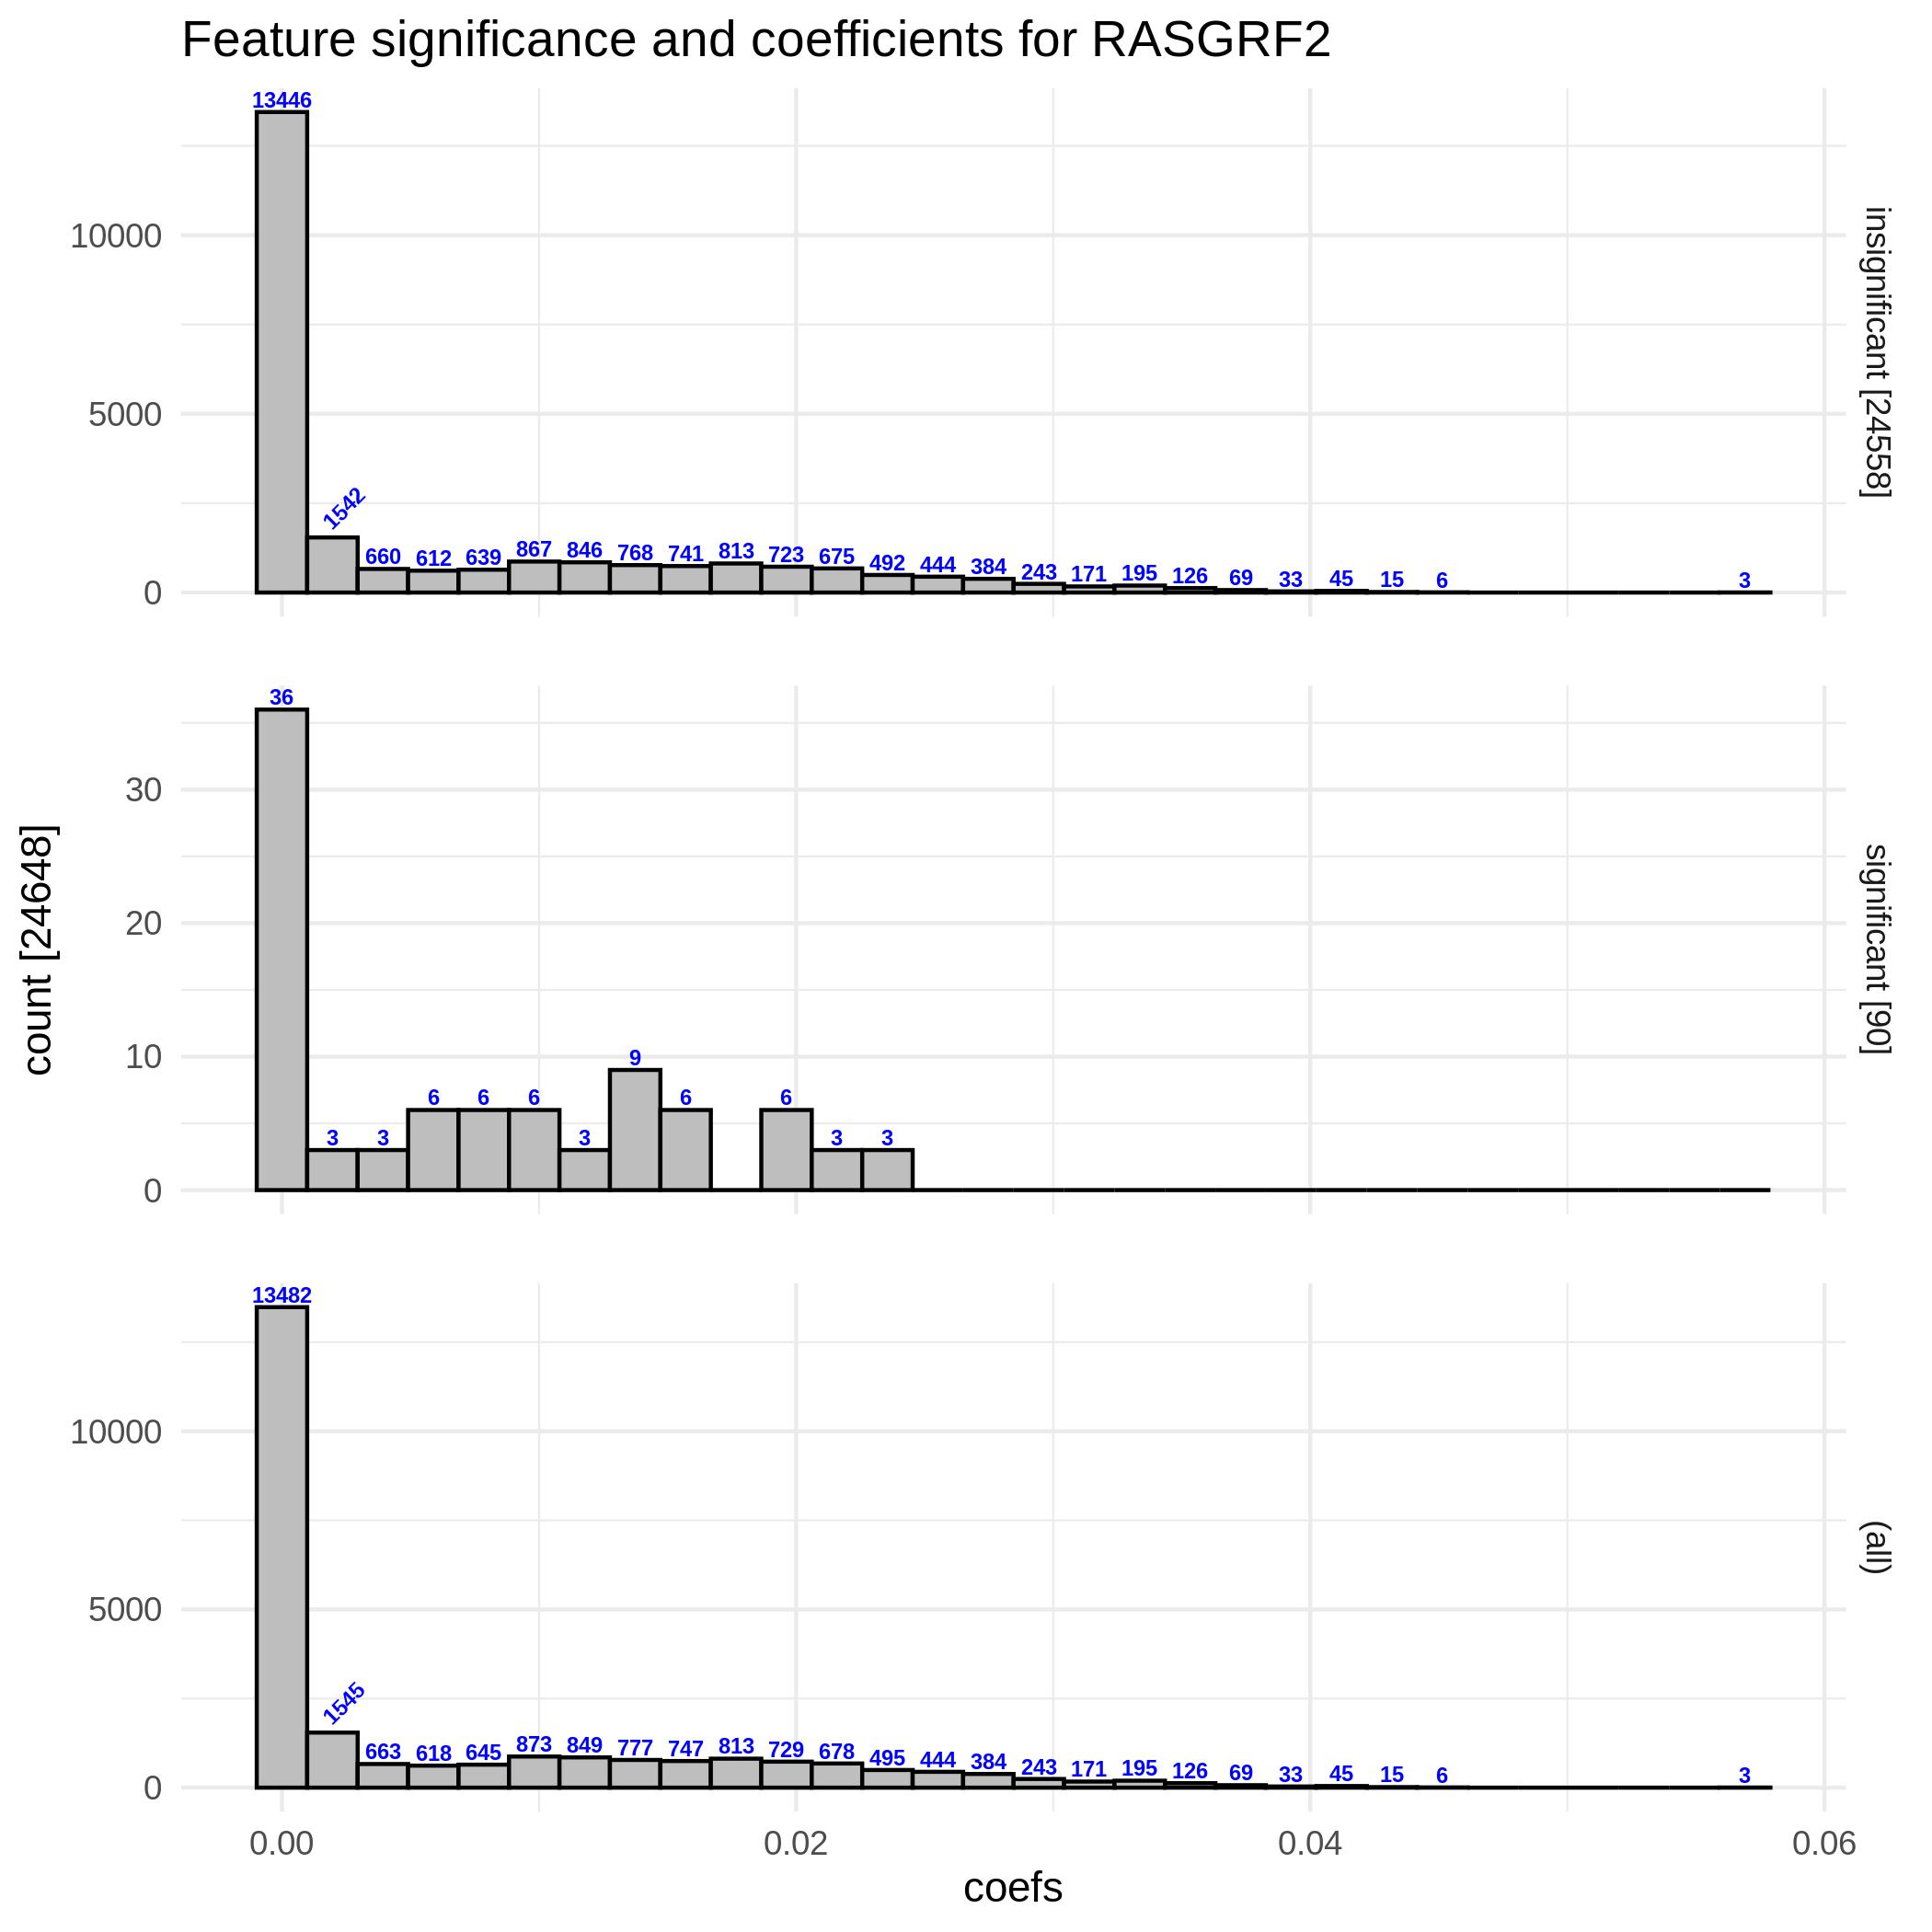 Feature significance and coefficients for RASGRF2
13446
10000
5000
1542
660 612 639 867 846 768 741 813 723 675 492 444 384 243 171 195 126 69 33 45 15 6 3
0
insignificant [24558]
36
30
20
10
9
6 6 6 6 6
3 3 3 3 3
0
significant [90]
count [24648]
13482
10000
5000
1545
663 618 645 873 849 777 747 813 729 678 495 444 384 243 171 195 126 69 33 45 15 6 3
0
(all)
0.00 0.02 0.04 0.06
coefs